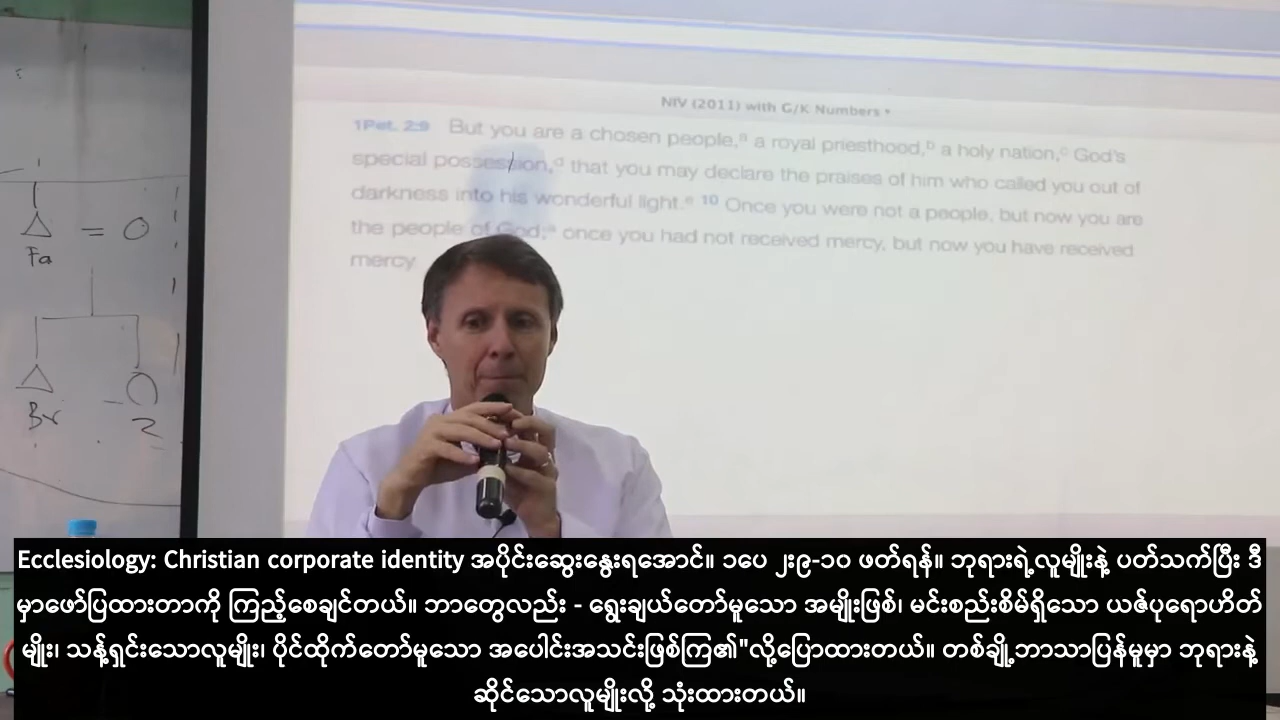 NIV (2011) with G/K Numbers
1Pet. 2:9 But you are a chosen people,a a royal priesthood,b a holy nation,c God's
special possession,d that you may declare the praises of him who called you out of
darkness into his wonderful light.e 10 Once you were not a people, but now you are
the people of God;a once you had not received mercy, but now you have received
mercy
= O
Fa
Br
Z
Ecclesiology: Christian corporate identity အပိုင်းဆွေးနွေးရအောင်။ ၁ပေ ၂း၉-၁၀ ဖတ်ရန်။ ဘုရားရဲ့လူမျိုးနဲ့ ပတ်သက်ပြီး ဒီ
မှာဖော်ပြထားတာကို ကြည့်စေချင်တယ်။ ဘာတွေလည်း - ရွေးချယ်တော်မူသော အမျိုးဖြစ်၊ မင်းစည်းစိမ်ရှိသော ယဇ်ပုရောဟိတ်
မျိုး၊ သန့်ရှင်းသောလူမျိုး၊ ပိုင်ထိုက်တော်မူသော အပေါင်းအသင်းဖြစ်ကြ၏"လို့ပြောထားတယ်။ တစ်ချို့ဘာသာပြန်မူမှာ ဘုရားနဲ့
ဆိုင်သောလူမျိုးလို့ သုံးထားတယ်။